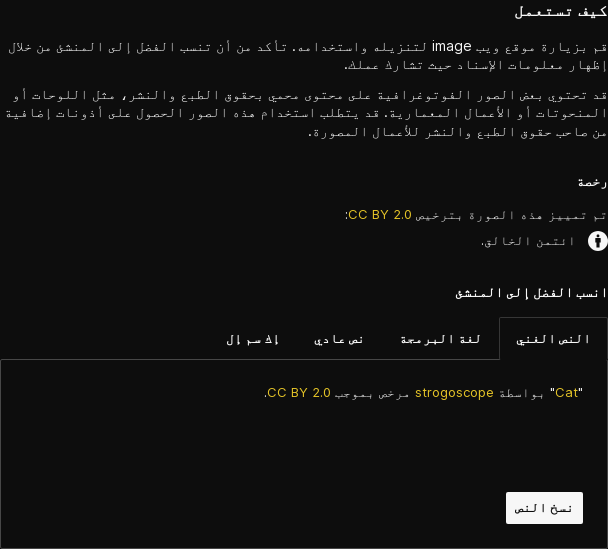 كيف تستعمل
قم بزيارة موقع ويب image لتنزيله واستخدامه. تأكد من أن تنسب الفضل إلى المنشئ من خلال
إظهار معلومات الإسناد حيث تشارك عملك.
قد تحتوي بعض الصور الفوتوغرافية على محتوى محمي بحقوق الطبع والنشر، مثل اللوحات أو
المنحوتات أو الأعمال المعمارية. قد يتطلب استخدام هذه الصور الحصول على أذونات إضافية
من صاحب حقوق الطبع والنشر للأعمال المصورة.
رخصة
تم تمييز هذه الصورة بترخيص CC BY 2.0:
ائتمن الخالق.
انسب الفضل إلى المنشئ
النص الغني
لغة البرمجة
نص عادي
إك سم إل
"Cat" بواسطة strogoscope مرخص بموجب CC BY 2.0.
نسخ النص